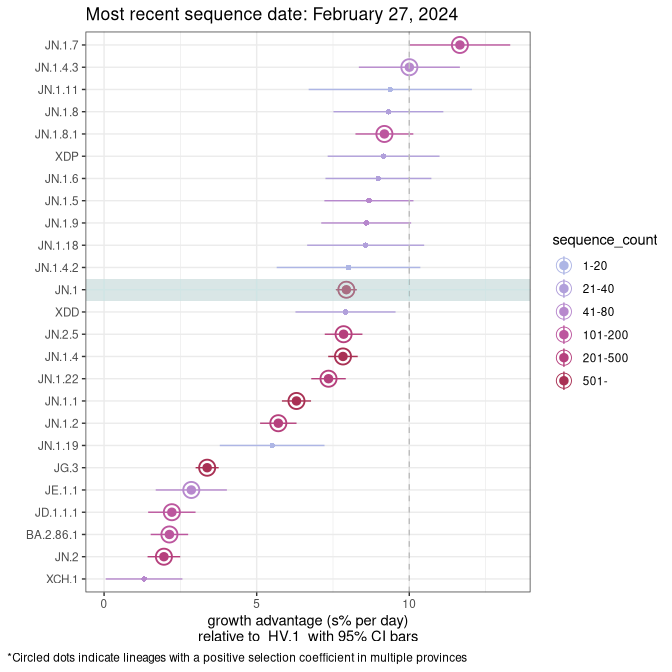 Most recent sequence date: February 27, 2024
JN.1.7
JN.1.4.3
JN.1.11
JN.1.8
JN.1.8.1
XDP
JN.1.6
JN.1.5
JN.1.9
JN.1.18
JN.1.4.2
JN.1
XDD
JN.2.5
JN.1.4
JN.1.22
JN.1.1
JN.1.2
JN.1.19
JG.3
JE.1.1
JD.1.1.1
BA.2.86.1
JN.2
XCH.1
0 5 10
growth advantage (s% per day)
relative to HV.1 with 95% CI bars
sequence_count
1-20
21-40
41-80
101-200
201-500
501-
*Circled dots indicate lineages with a positive selection coefficient in multiple provinces